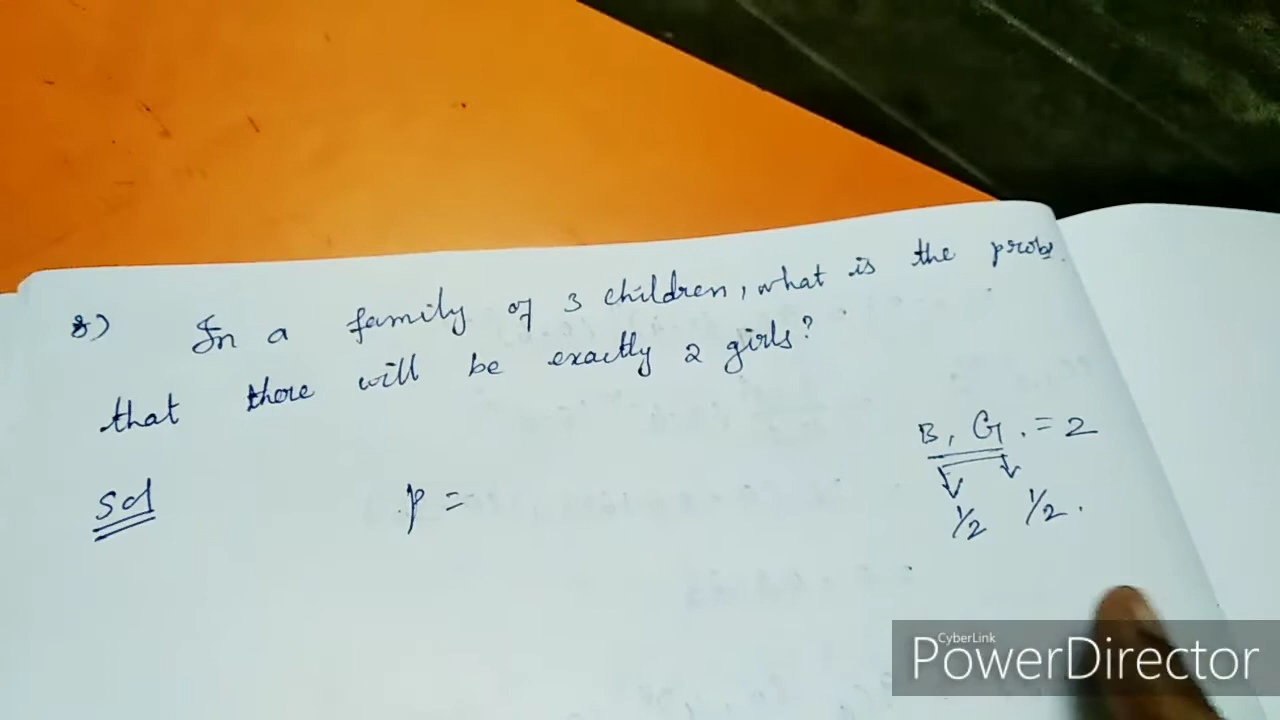 8) In a family of 3 children, what is the prob.
that there will be exactly 2 girls?
B, G. = 2
1/2 1/2.
Sol p =
CyberLink
PowerDirector